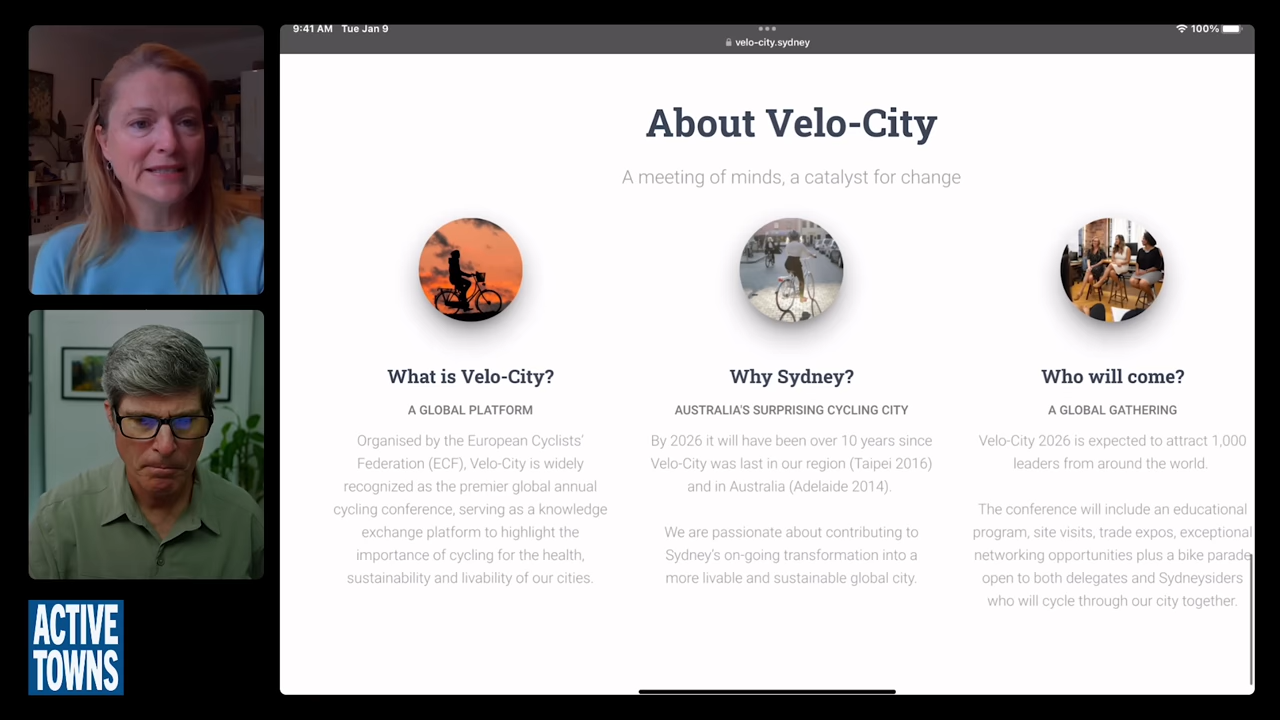 9:41 AM Tue Jan 9
velo-city.sydney
100%
About Velo-City
A meeting of minds, a catalyst for change
What is Velo-City?
A GLOBAL PLATFORM
Organised by the European Cyclists'
Federation (ECF), Velo-City is widely
recognized as the premier global annual
cycling conference, serving as a knowledge
exchange platform to highlight the
importance of cycling for the health,
sustainability and livability of our cities.
Why Sydney?
AUSTRALIA'S SURPRISING CYCLING CITY
By 2026 it will have been over 10 years since
Velo-City was last in our region (Taipei 2016)
and in Australia (Adelaide 2014).
We are passionate about contributing to
Sydney's on-going transformation into a
more livable and sustainable global city.
Who will come?
A GLOBAL GATHERING
Velo-City 2026 is expected to attract 1,000
leaders from around the world.
The conference will include an educational
program, site visits, trade expos, exceptional
networking opportunities plus a bike parade
open to both delegates and Sydneysiders
who will cycle through our city together.
ACTIVE
TOWNS